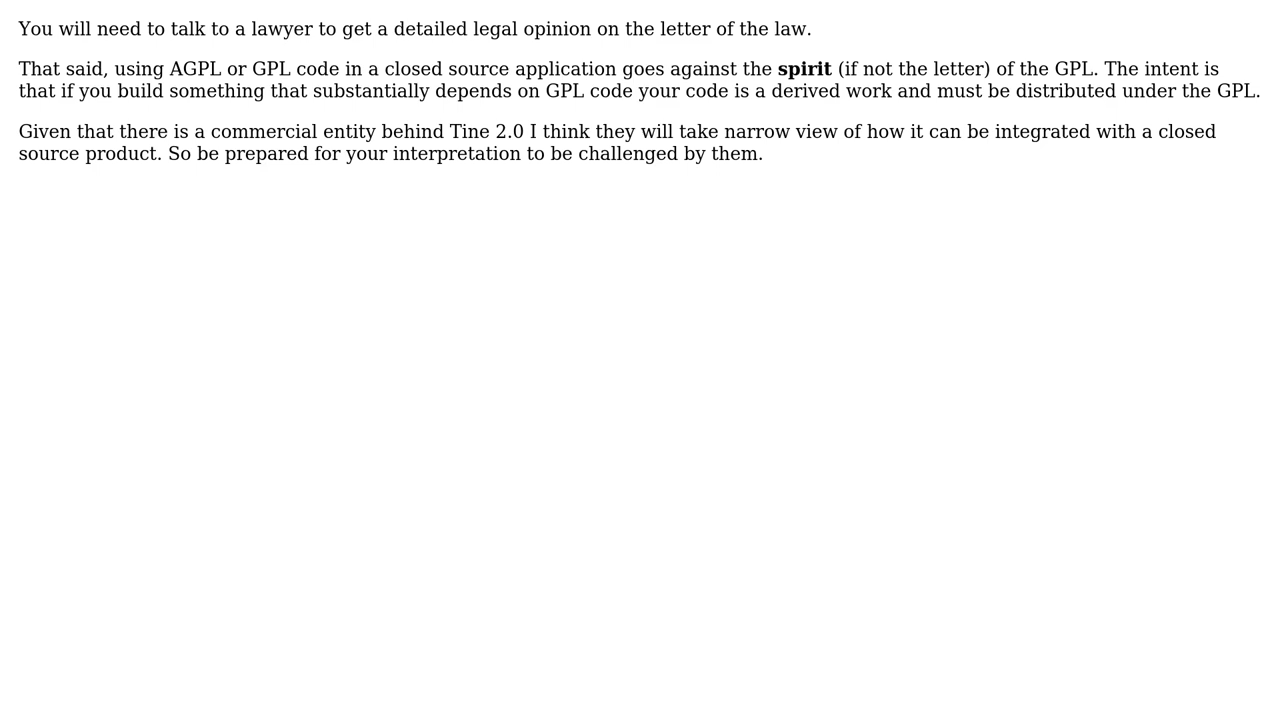 You will need to talk to a lawyer to get a detailed legal opinion on the letter of the law.
That said, using AGPL or GPL code in a closed source application goes against the spirit (if not the letter) of the GPL. The intent is
that if you build something that substantially depends on GPL code your code is a derived work and must be distributed under the GPL.
Given that there is a commercial entity behind Tine 2.0 I think they will take narrow view of how it can be integrated with a closed
source product. So be prepared for your interpretation to be challenged by them.